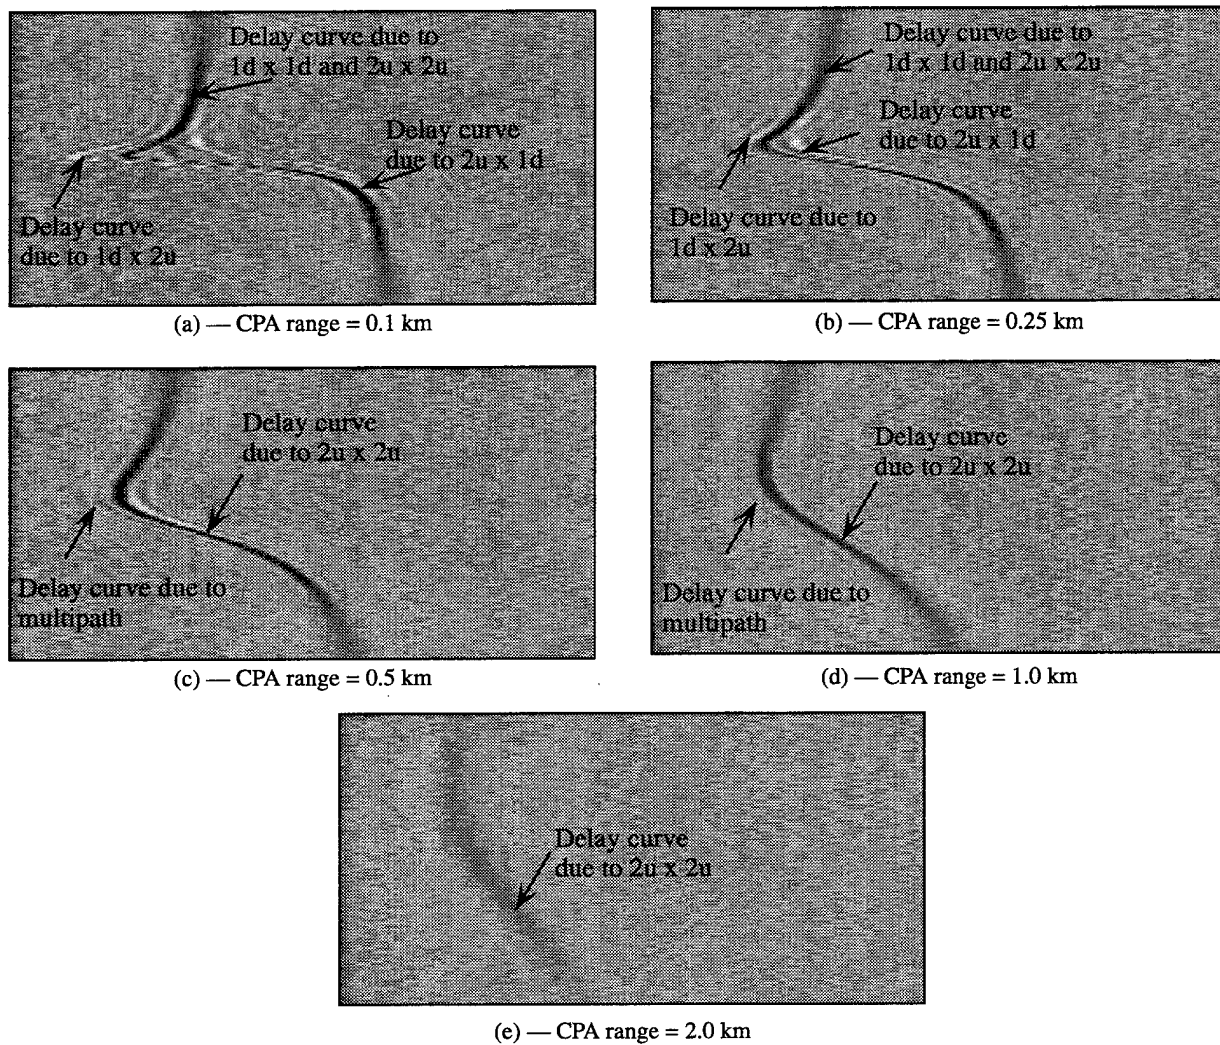 Delay curve due to
1d x 1d and 2u x 2u
Delay curve
due to 2u x 1d
Delay curve
due to 1d x 2u
(a) — CPA range = 0.1 km
Delay curve due to
1d x 1d and 2u x 2u
Delay curve
due to 2u x 1d
Delay curve due to
1d x 2u
(b) — CPA range = 0.25 km
Delay curve
due to 2u x 2u
Delay curve due to
multipath
(c) — CPA range = 0.5 km
Delay curve
due to 2u x 2u
Delay curve due to
multipath
(d) — CPA range = 1.0 km
Delay curve
due to 2u x 2u
(e) — CPA range = 2.0 km